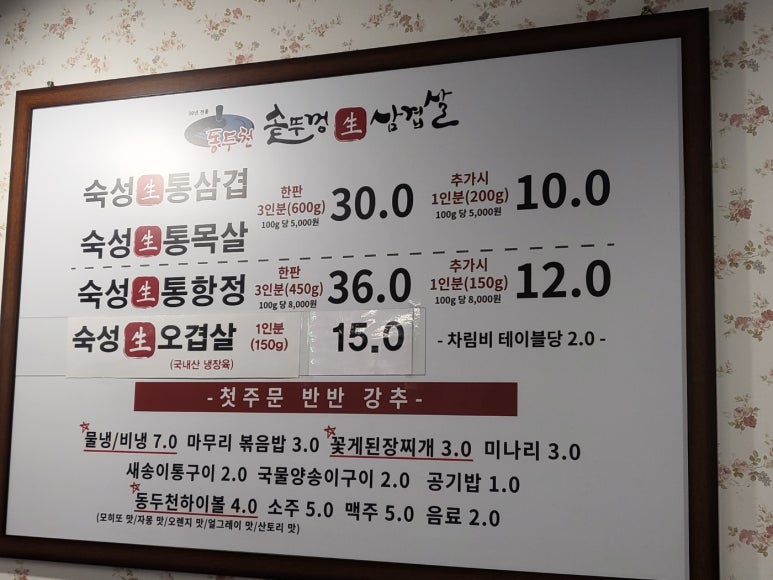 30년 전통
동두천 솥뚜껑 生 삼겹살
숙성 生 통삼겹
숙성 生 통목살
한판
3인분(600g)
100g 당 5,000원
30.0
추가시
1인분(200g)
100g 당 5,000원
10.0
숙성 生 통항정
한판
3인분(450g)
100g 당 8,000원
36.0
추가시
1인분(150g)
100g 당 8,000원
12.0
숙성 生 오겹살
(국내산 냉장육)
1인분
(150g)
15.0
- 차림비 테이블당 2.0 -
- 첫주문 반반 강추 -
물냉/비냉 7.0 마무리 볶음밥 3.0 꽃게된장찌개 3.0 미나리 3.0
새송이통구이 2.0 국물양송이구이 2.0 공기밥 1.0
동두천하이볼 4.0 소주 5.0 맥주 5.0 음료 2.0
(모히또 맛/자몽 맛/오렌지 맛/얼그레이 맛/산토리 맛)